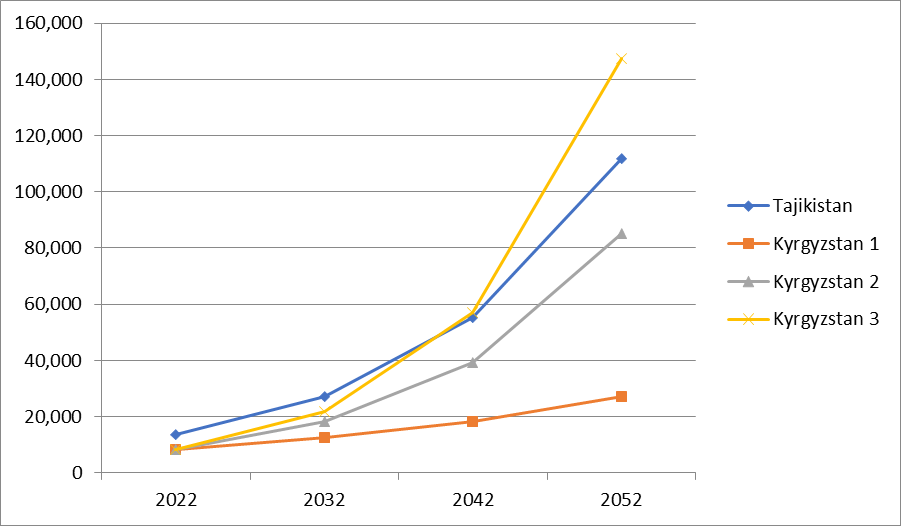 160,000
140,000
120,000
100,000
80,000
60,000
40,000
20,000
0
2022 2032 2042 2052
Tajikistan
Kyrgyzstan 1
Kyrgyzstan 2
Kyrgyzstan 3